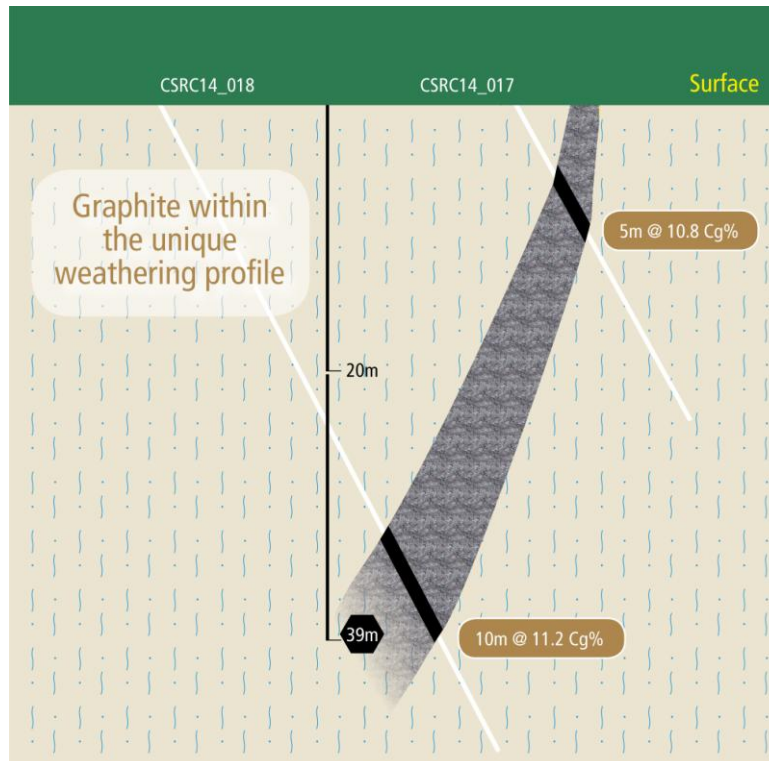 CSRC14_018
CSRC14_017
Surface
Graphite within
the unique
weathering profile
5m @ 10.8 Cg%
20m
39m
10m @ 11.2 Cg%